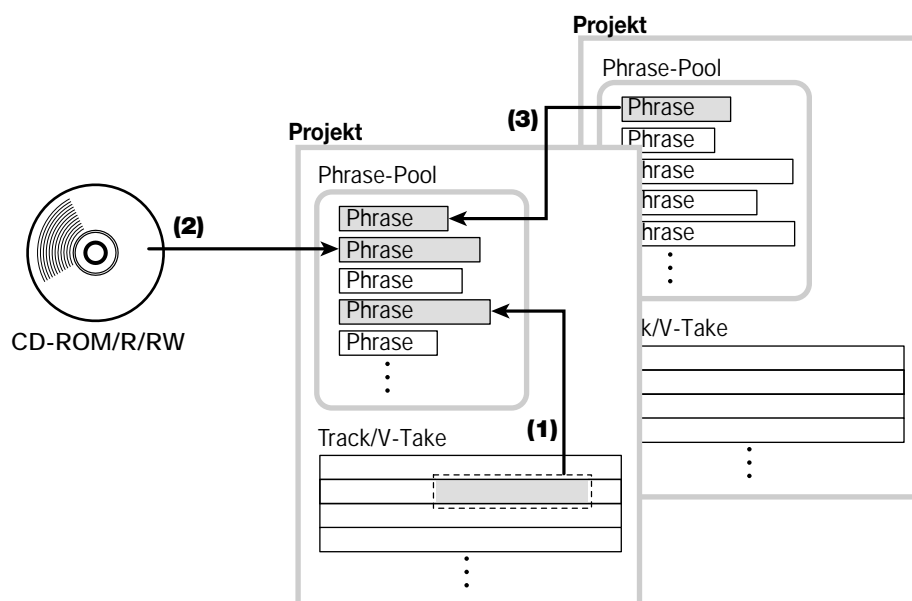 Projekt
Phrase-Pool
Phrase
Phrase
hrase
hrase
hrase
k/V-Take
(3)
Projekt
Phrase-Pool
Phrase
Phrase
Phrase
Phrase
Phrase
(2)
CD-ROM/R/RW
(1)
Track/V-Take